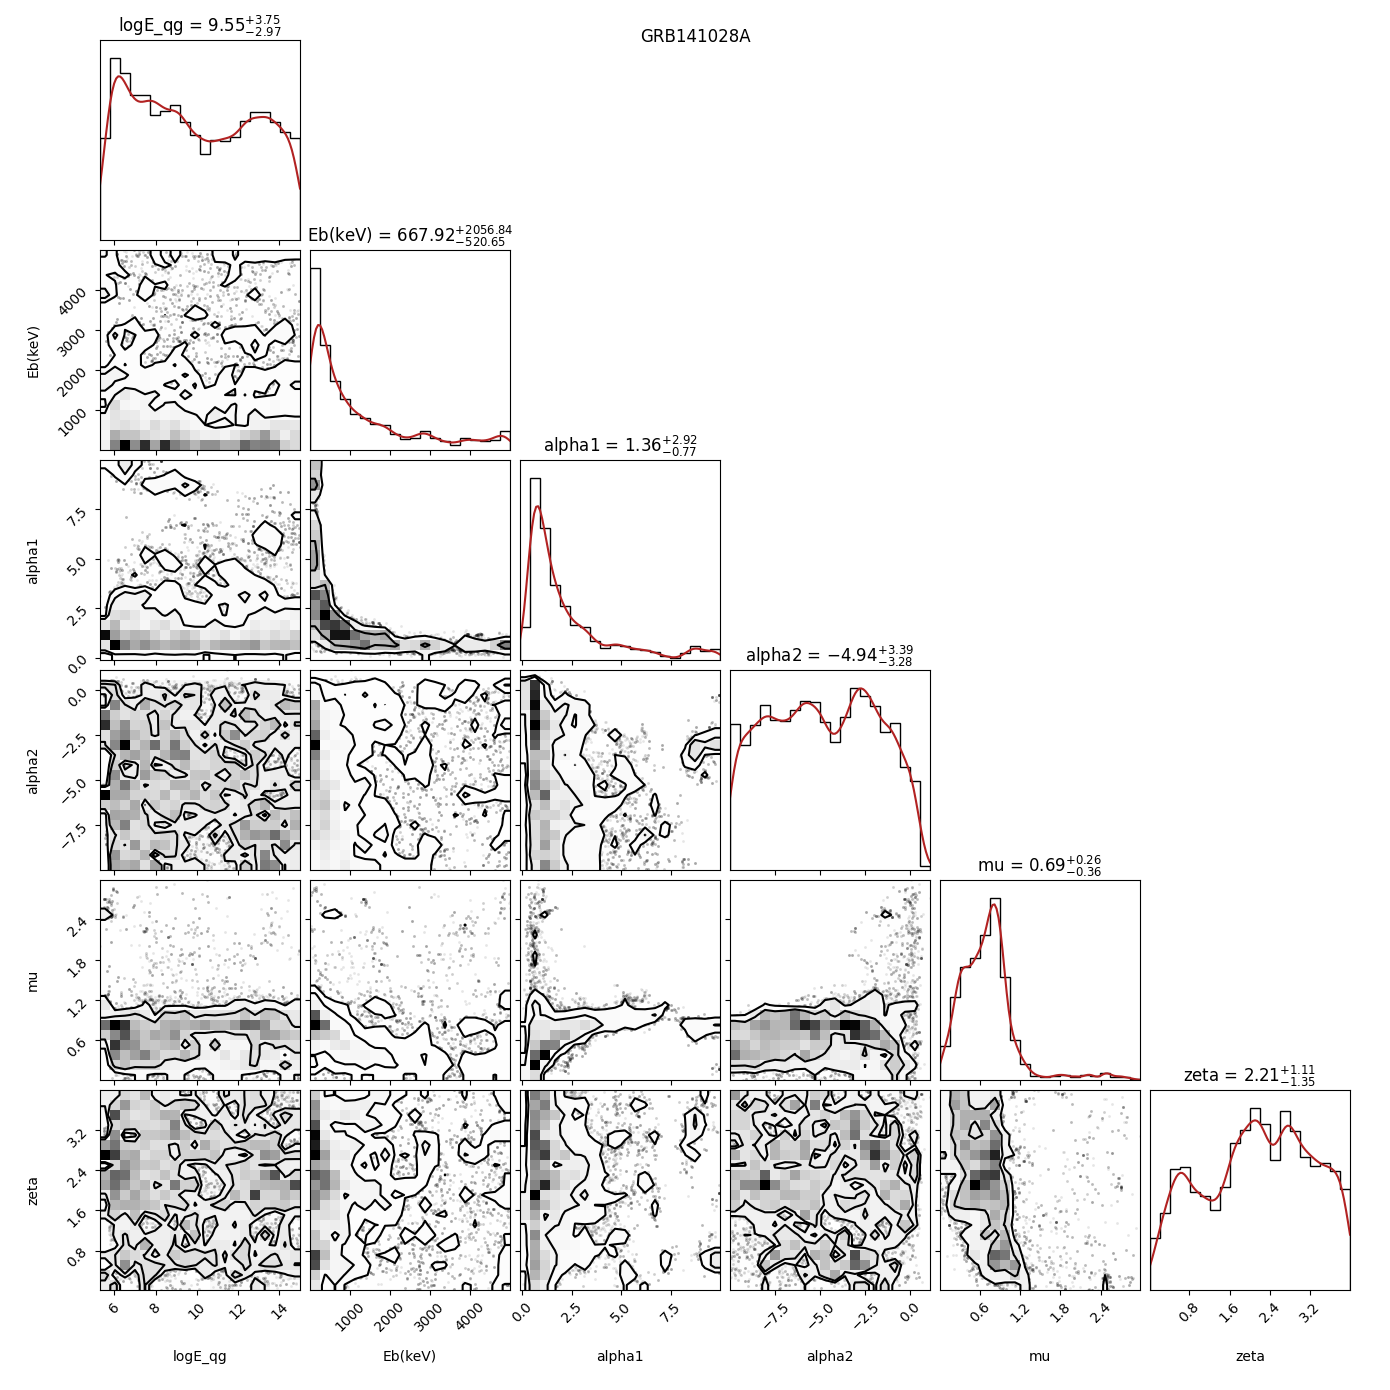 GRB141028A
logE_qg = 9.55+3.75 −2.97
Eb(keV) = 667.92+2056.84 −520.65
Eb(keV)
4000
3000
2000
1000
alpha1 = 1.36+2.92 −0.77
alpha1
7.5
5.0
2.5
0.0
alpha2 = −4.94+3.39 −3.28
alpha2
0.0
−2.5
−5.0
−7.5
mu = 0.69+0.26 −0.36
mu
2.4
1.8
1.2
0.6
zeta = 2.21+1.11 −1.35
zeta
3.2
2.4
1.6
0.8
6 8 10 12 14
1000 2000 3000 4000
0.0 2.5 5.0 7.5
−7.5 −5.0 −2.5 0.0
0.6 1.2 1.8 2.4
0.8 1.6 2.4 3.2
logE_qg Eb(keV) alpha1 alpha2 mu zeta